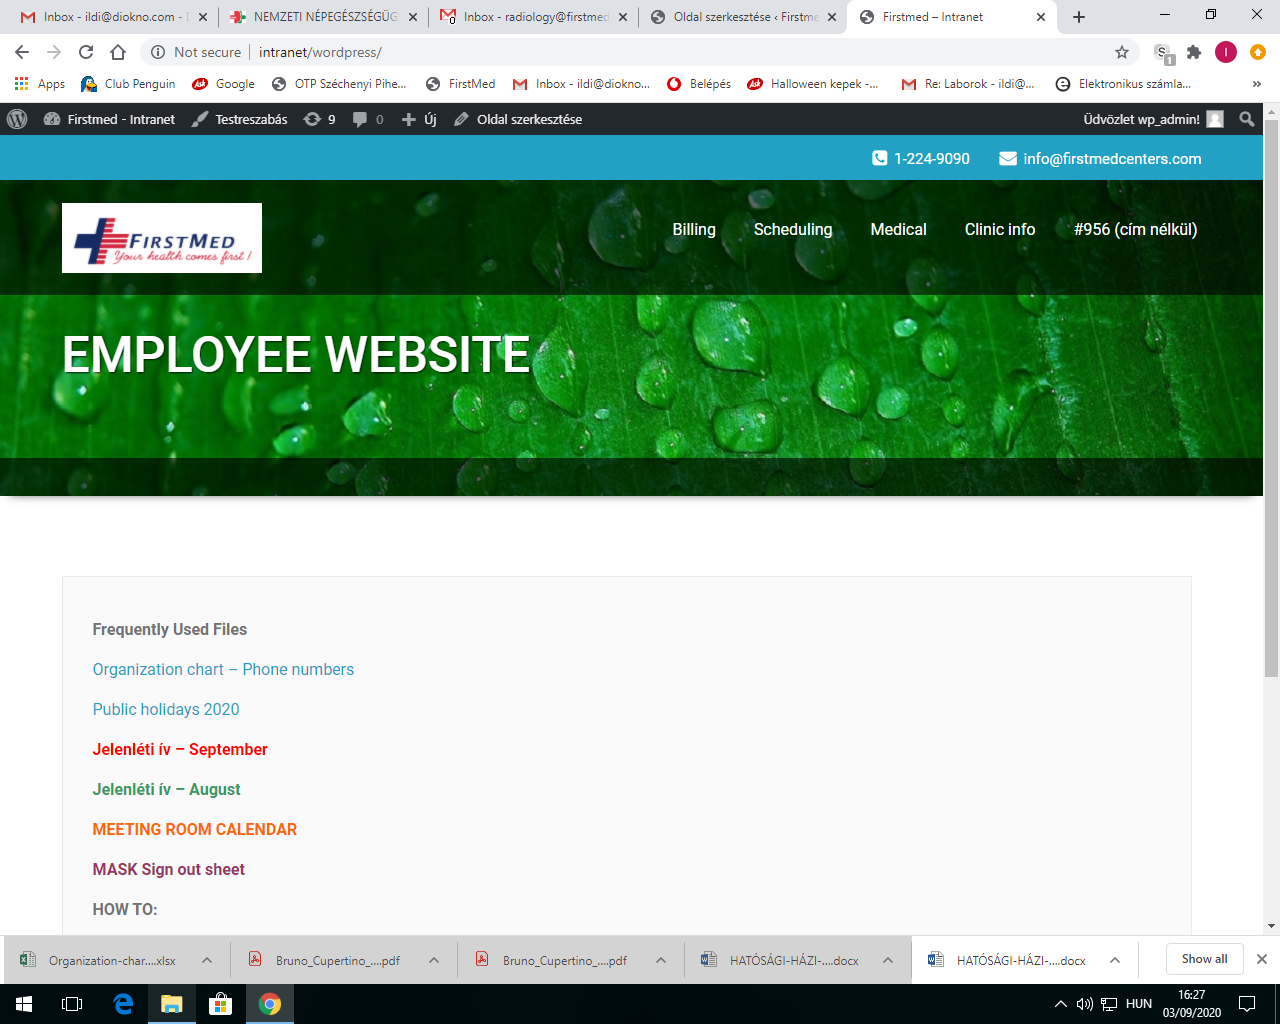 Inbox - ildi@diokno.com -
NEMZETI NÉPEGÉSZSÉGÜG
Inbox - radiology@firstmed
Oldal szerkesztése ‹ Firstme
Firstmed – Intranet
Not secure
intranet/wordpress/
Apps
Club Penguin
Google
OTP Széchenyi Pihe...
FirstMed
Inbox - ildi@diokno...
Belépés
Halloween kepek -...
Re: Laborok - ildi@...
Elektronikus számla...
»
Firstmed - Intranet
Testreszabás
9
0
Új
Oldal szerkesztése
Üdvözlet wp_admin!
1-224-9090
info@firstmedcenters.com
FIRSTMED
Your health comes first !
Billing
Scheduling
Medical
Clinic info
#956 (cím nélkül)
EMPLOYEE WEBSITE
Frequently Used Files
Organization chart – Phone numbers
Public holidays 2020
Jelenléti ív – September
Jelenléti ív – August
MEETING ROOM CALENDAR
MASK Sign out sheet
HOW TO:
Organization-char....xlsx
Bruno_Cupertino_....pdf
Bruno_Cupertino_....pdf
HATÓSÁGI-HÁZI-....docx
HATÓSÁGI-HÁZI-....docx
Show all
HUN
16:27
03/09/2020